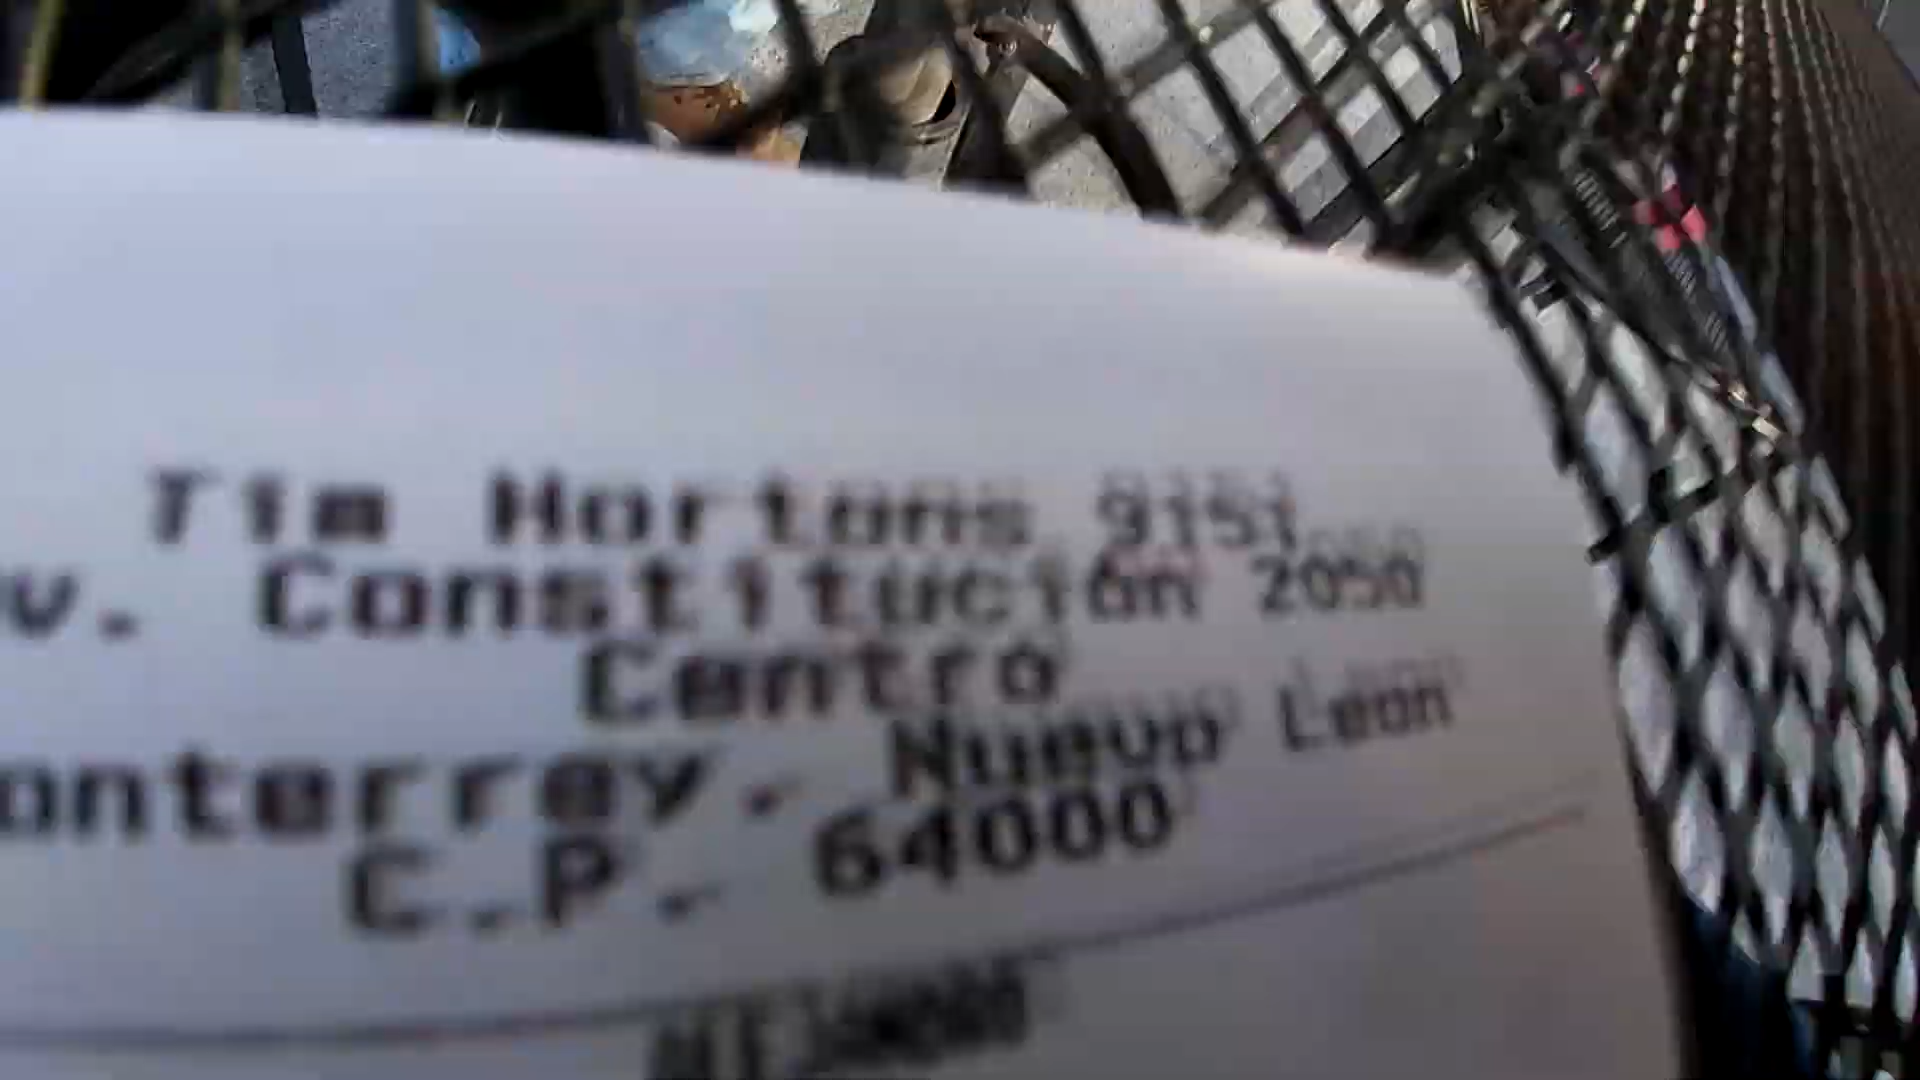 Tim Hortons 9151
v. Constitución 2050
Centro
onterrey, Nuevo Leon
C.P. 64000